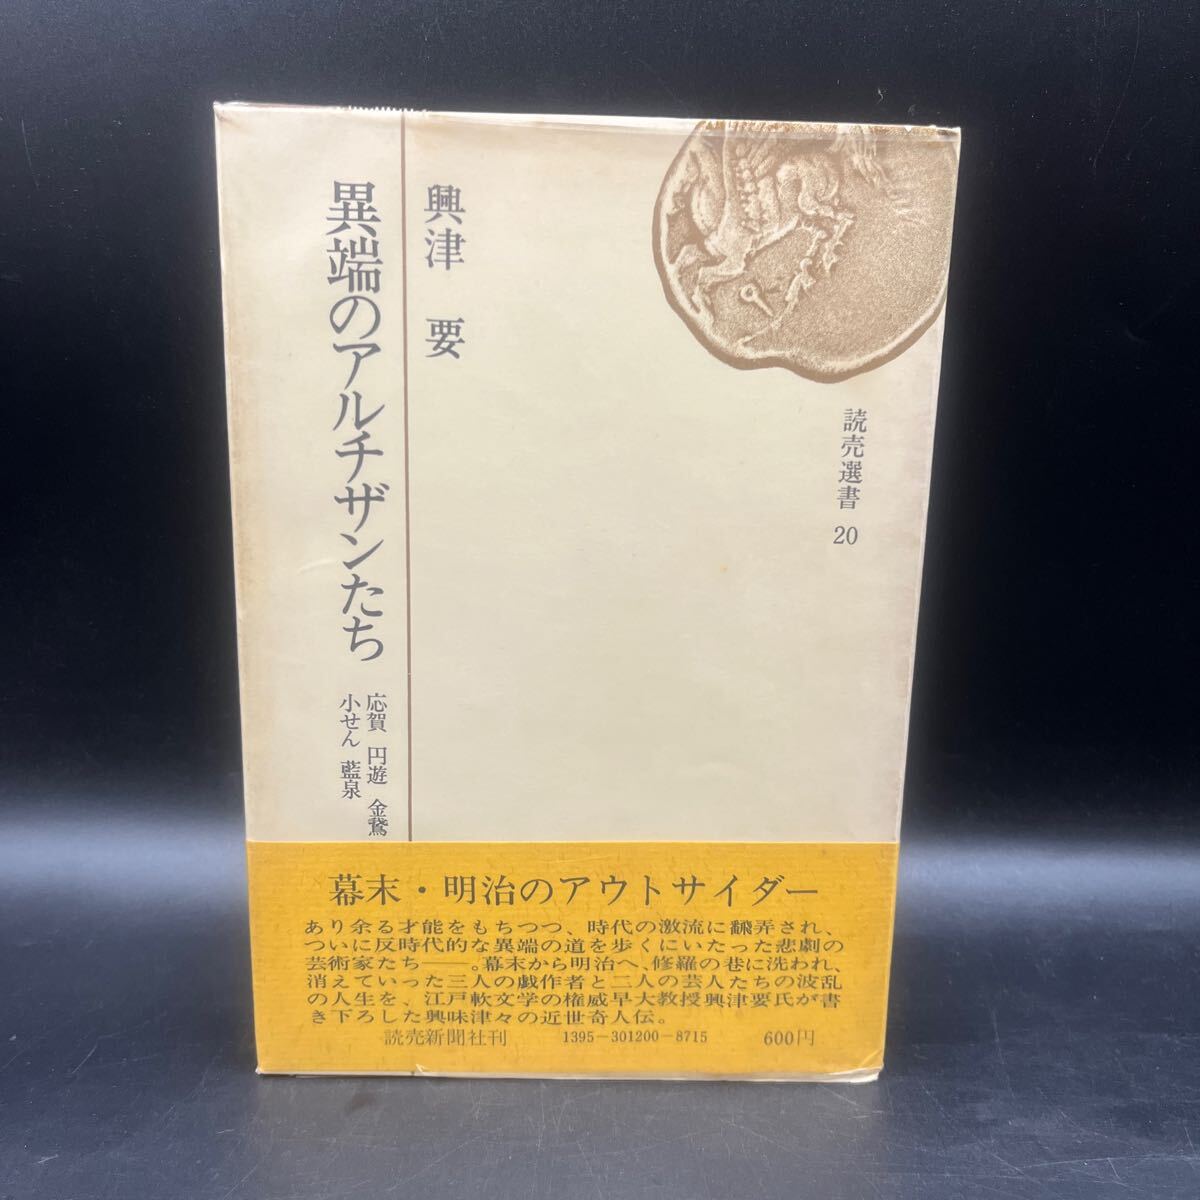 読売選書 20
興津 要
異端のアルチザンたち
応賀 円遊 金鵞
小せん 藍泉
幕末・明治のアウトサイダー
あり余る才能をもちつつ、時代の激流に飜弄され、
ついに反時代的な異端の道を歩くにいたった悲劇の
芸術家たち──。幕末から明治へ、修羅の巷に洗われ、
消えていった三人の戯作者と二人の芸人たちの波乱
の人生を、江戸軟文学の権威早大教授興津要氏が書
き下ろした興味津々の近世奇人伝。
読売新聞社刊 1395-301200-8715 600円